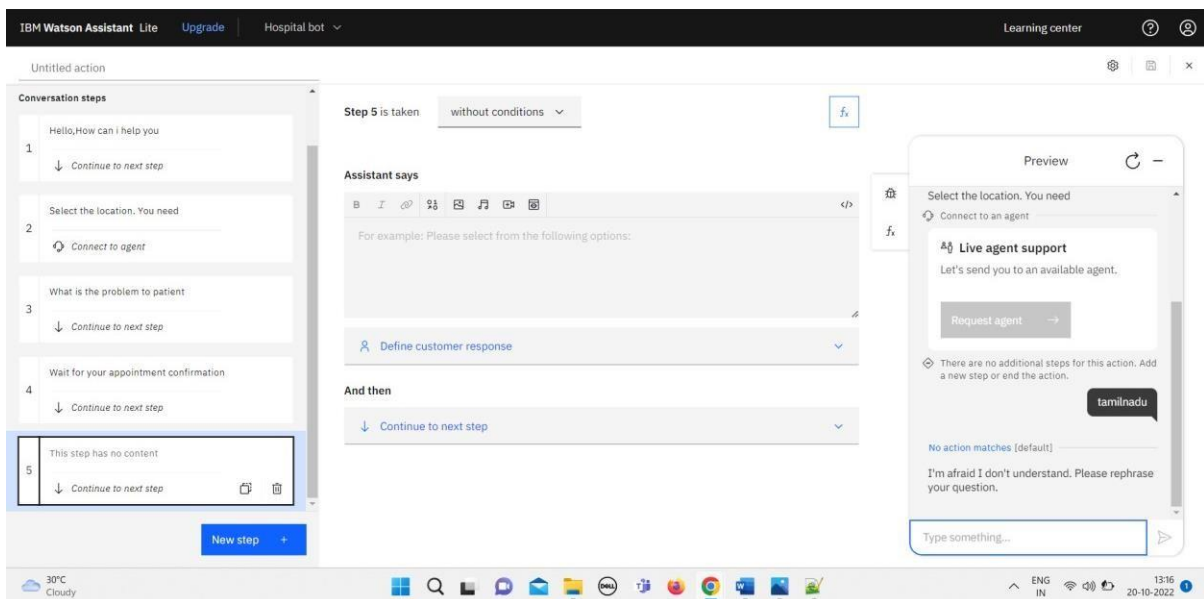 IBM Watson Assistant Lite Upgrade Hospital bot Learning center
Untitled action
Conversation steps
1
Hello,How can i help you
Continue to next step
2
Select the location. You need
Connect to agent
3
What is the problem to patient
Continue to next step
4
Wait for your appointment confirmation
Continue to next step
5
This step has no content
Continue to next step
New step +
Step 5 is taken without conditions
fx
Assistant says
B I </>
For example: Please select from the following options:
Define customer response
And then
Continue to next step
fx
Preview
Select the location. You need
Connect to an agent
Live agent support
Let's send you to an available agent.
Request agent
There are no additional steps for this action. Add
a new step or end the action.
tamilnadu
No action matches [default]
I'm afraid I don't understand. Please rephrase
your question.
Type something...
30°C
Cloudy
DELL
ENG
IN
13:16
20-10-2022
1